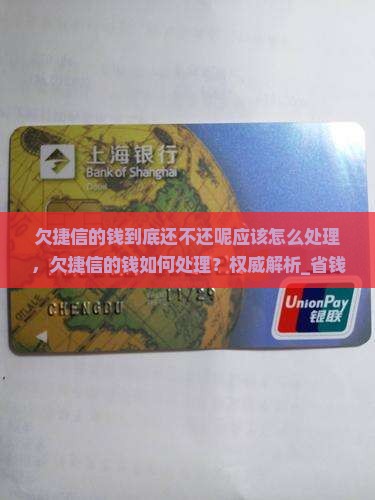 上海银行
Bank of Shanghai
欠捷信的钱到底还不还呢应该怎么处理
，欠捷信的钱如何处理？权威解析_省钱
11/29
CHENGDU
UnionPay
银联